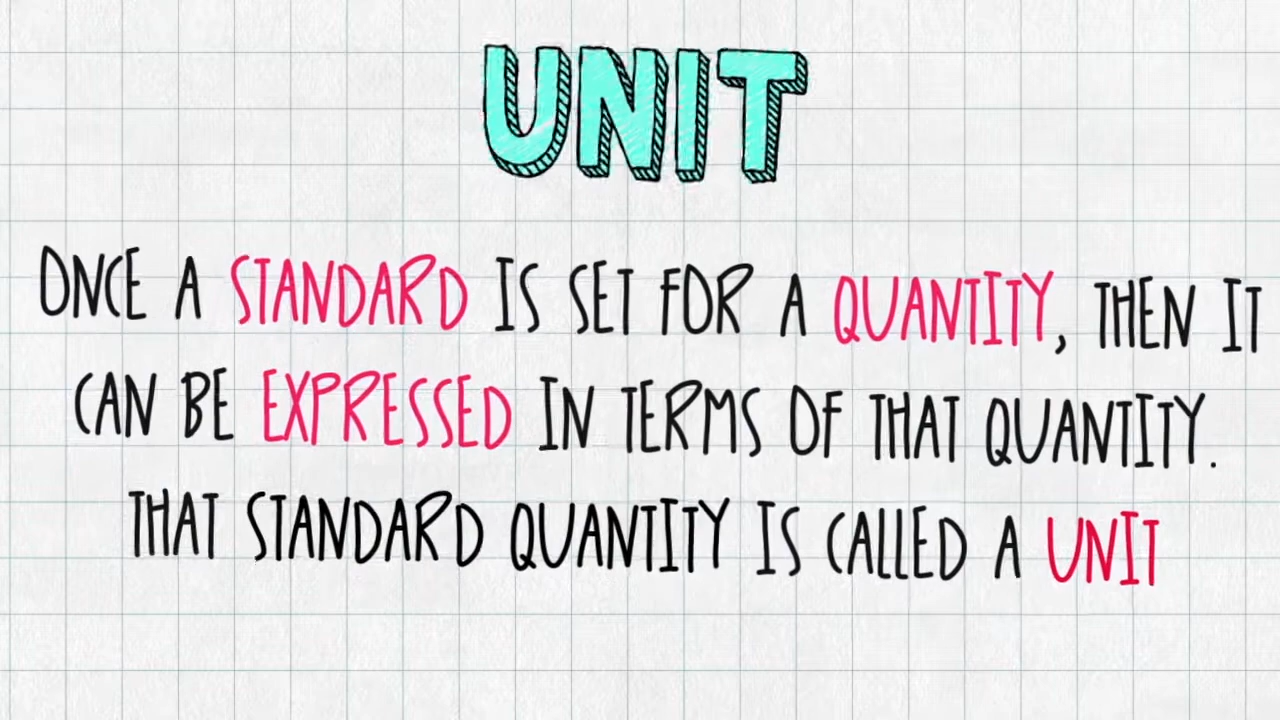 UNIT
ONCE A STANDARD IS SET FOR A QUANTITY, THEN IT
CAN BE EXPRESSED IN TERMS OF THAT QUANTITY.
THAT STANDARD QUANTITY IS CALLED A UNIT